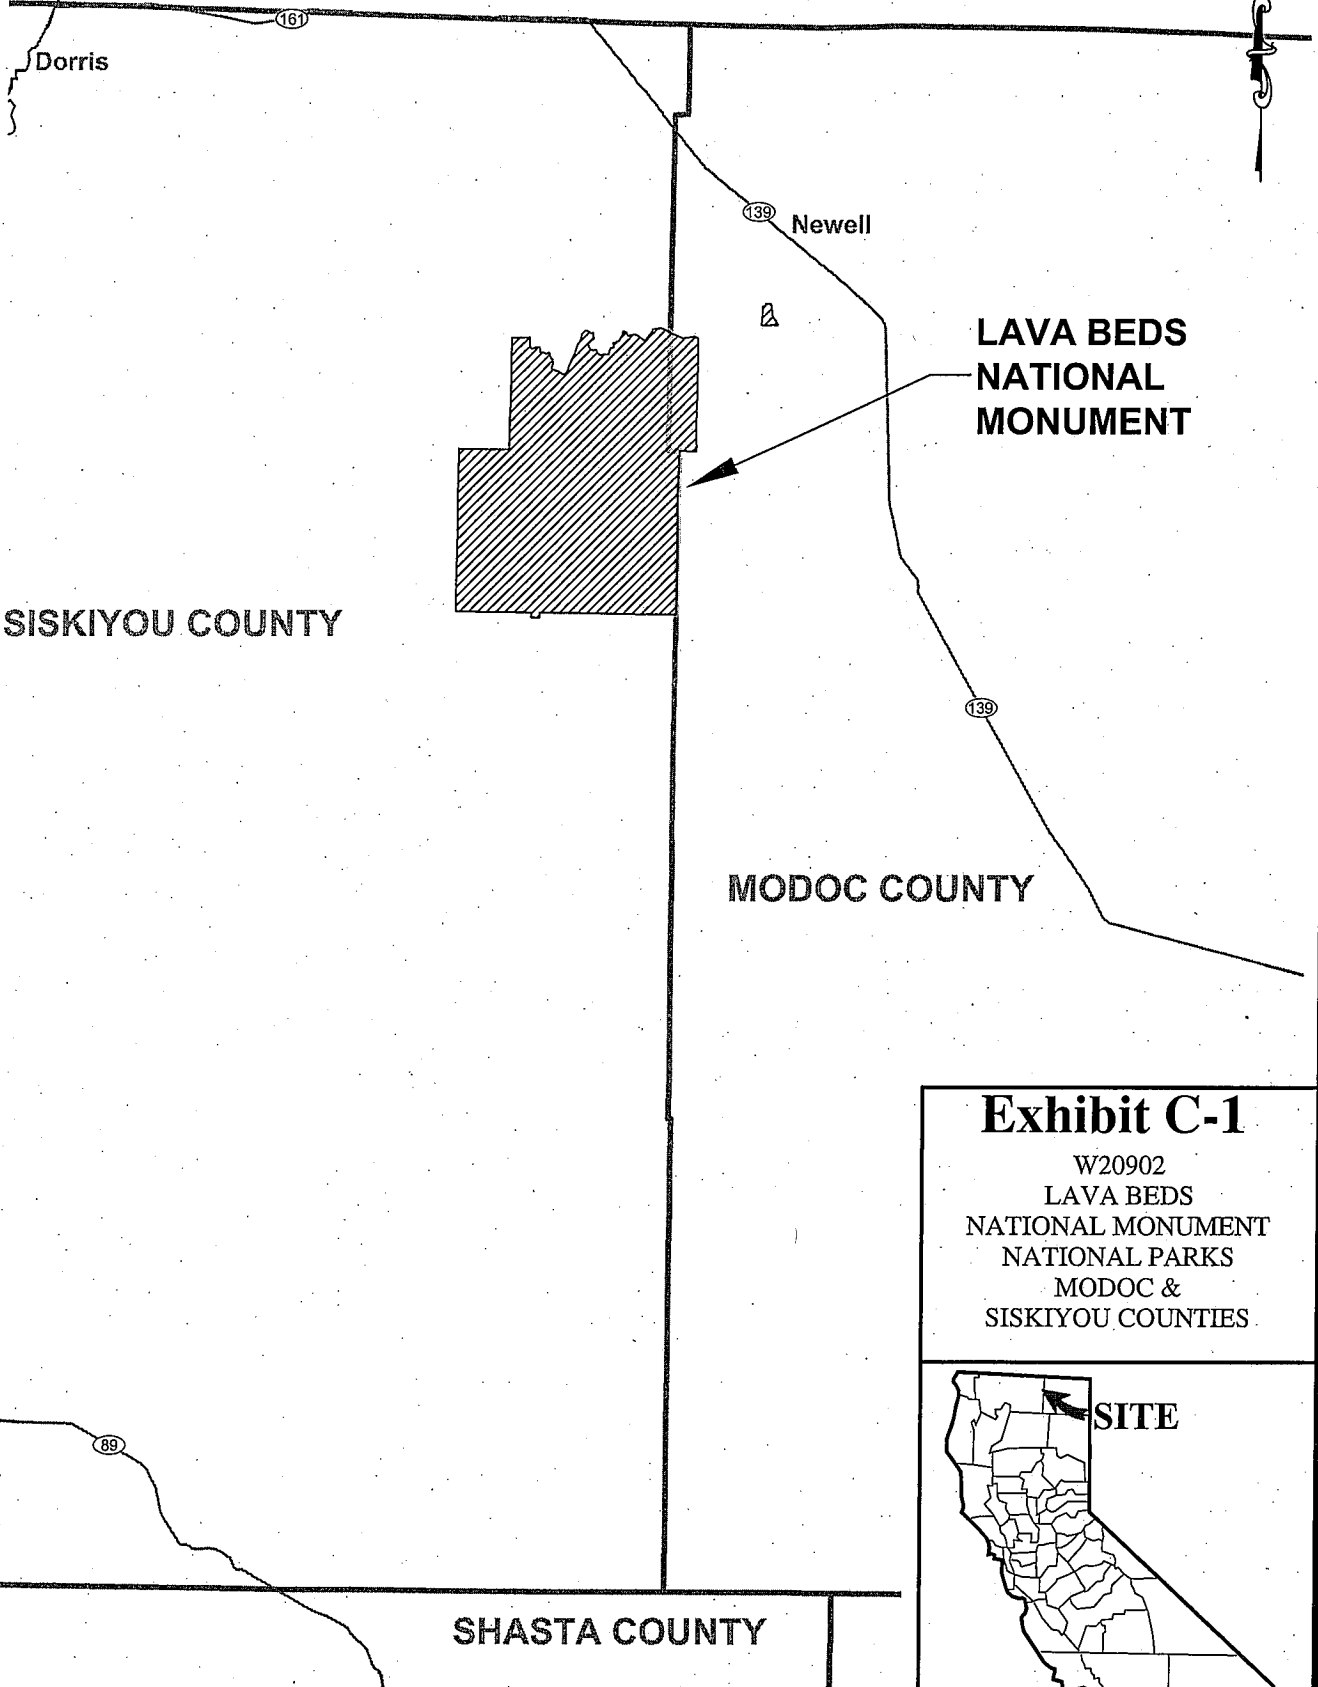 161
Dorris
139
Newell
LAVA BEDS
NATIONAL
MONUMENT
SISKIYOU COUNTY
139
MODOC COUNTY
Exhibit C-1
W20902
LAVA BEDS
NATIONAL MONUMENT
NATIONAL PARKS
MODOC &
SISKIYOU COUNTIES
SITE
89
SHASTA COUNTY